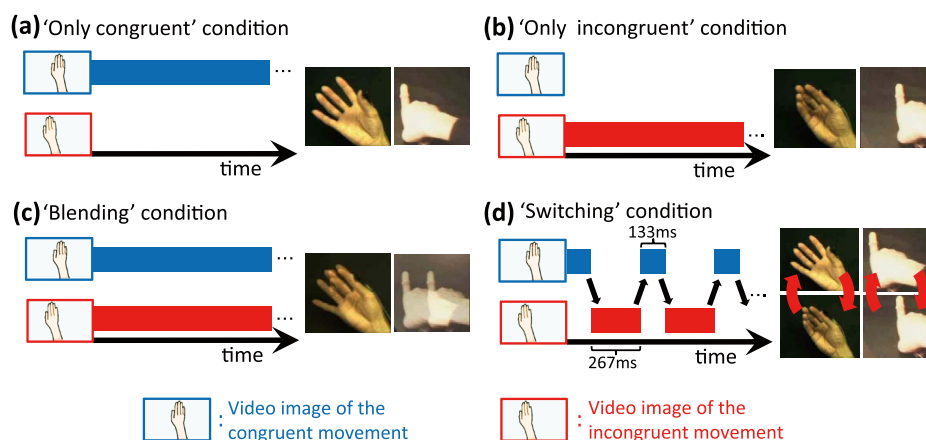 (a) ‘Only congruent’ condition
...
time
(b) ‘Only incongruent’ condition
...
time
(c) ‘Blending’ condition
...
...
time
(d) ‘Switching’ condition
133ms
...
267ms
time
: Video image of the
congruent movement
: Video image of the
incongruent movement